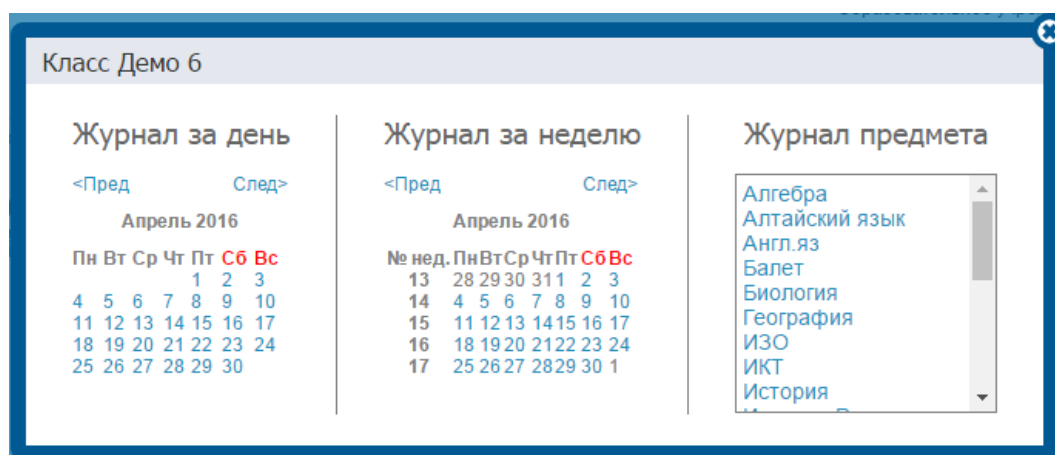 Класс Демо 6
Журнал за день
<Пред След>
Апрель 2016
Пн Вт Ср Чт Пт Сб Вс
1 2 3
4 5 6 7 8 9 10
11 12 13 14 15 16 17
18 19 20 21 22 23 24
25 26 27 28 29 30
Журнал за неделю
<Пред След>
Апрель 2016
№ нед. Пн Вт Ср Чт Пт Сб Вс
13 28 29 30 31 1 2 3
14 4 5 6 7 8 9 10
15 11 12 13 14 15 16 17
16 18 19 20 21 22 23 24
17 25 26 27 28 29 30 1
Журнал предмета
Алгебра
Алтайский язык
Англ.яз
Балет
Биология
География
ИЗО
ИКТ
История